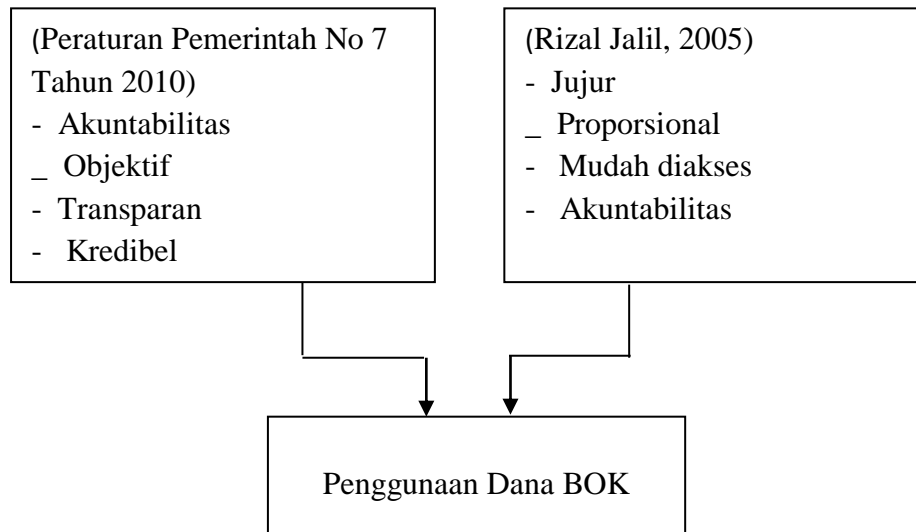 (Peraturan Pemerintah No 7
Tahun 2010)
- Akuntabilitas
_ Objektif
- Transparan
- Kredibel
(Rizal Jalil, 2005)
- Jujur
_ Proporsional
- Mudah diakses
- Akuntabilitas
Penggunaan Dana BOK